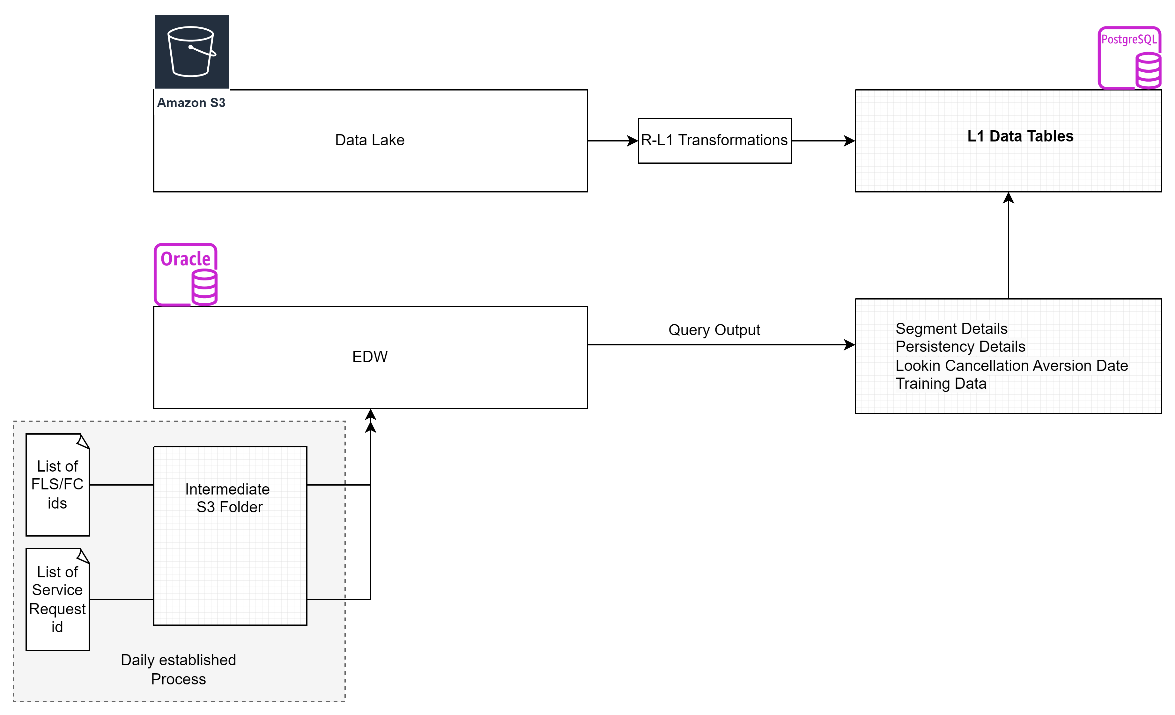 PostgreSQL
Amazon S3
Data Lake
R-L1 Transformations
L1 Data Tables
Oracle
EDW
Query Output
Segment Details
Persistency Details
Lookin Cancellation Aversion Date
Training Data
List of
FLS/FC
ids
Intermediate
S3 Folder
List of
Service
Request
id
Daily established
Process